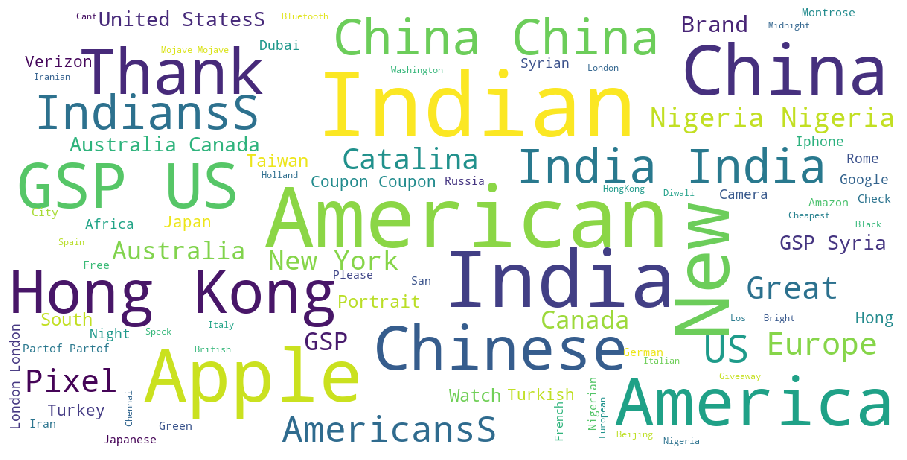 Cant
United StatesS
Bluetooth
Montrose
China China
Brand
Midnight
Verizon
Thank
Mojave Mojave
Dubai
Syrian
London
China
Iranian
Washington
Indian
IndiansS
Nigeria Nigeria
Australia Canada
Iphone
Taiwan
Catalina
India India
Rome
GSP US
Holland
Coupon Coupon
Russia
HongKong
Diwali
Camera
Google
Check
City
Africa
Japan
American
New
Amazon
Cheapest
Black
Spain
Australia
New York
GSP Syria
Free
Please
San
India
Great
Hong Kong
Portrait
South
Night
Speck
Italy
Canada
Los
Bright
Hong
London London
Partof Partof
British
GSP
Chinese
German
Italian
US
Europe
Pixel
Apple
Giveaway
Turkey
Chennai
Watch
Turkish
French
Nigerian
European
America
Iran
Green
Japanese
AmericansS
Beijing
Nigeria